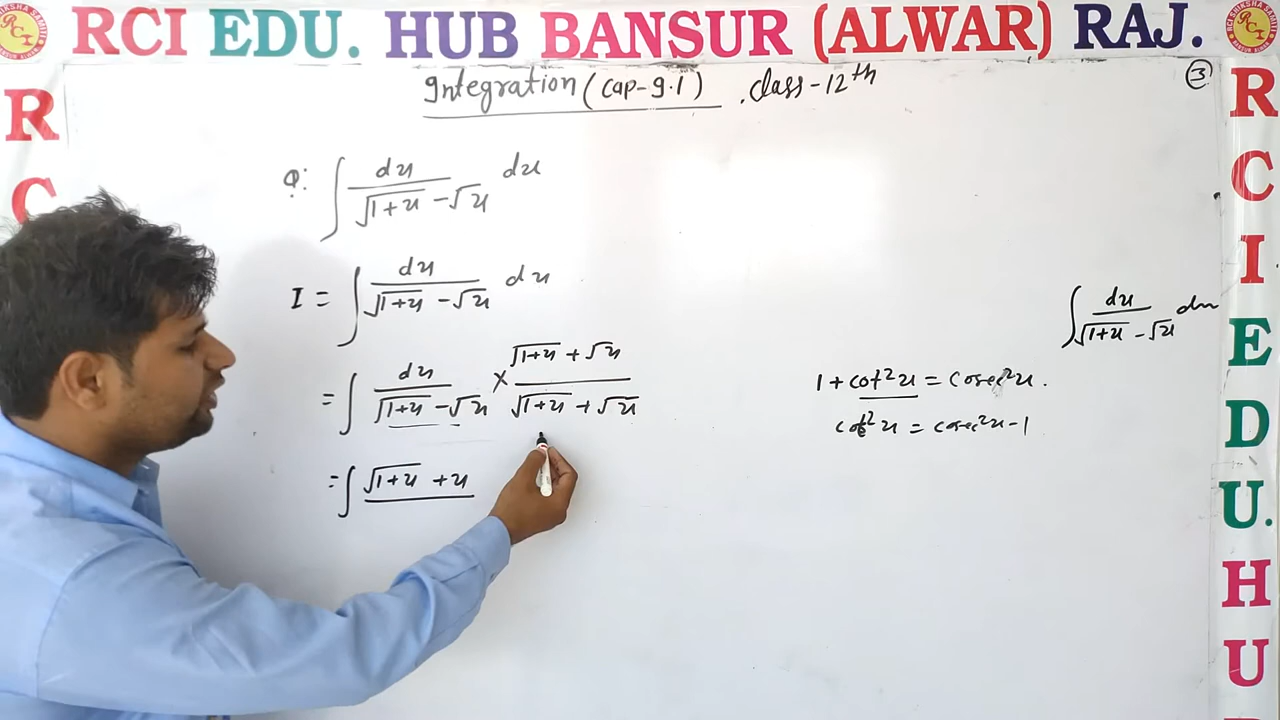 RCI EDU. HUB BANSUR (ALWAR) RAJ.
Integration (Cap-9.1) . class-12th
3
Q: ∫ dx / (√1+x - √x) dx
I = ∫ dx / (√1+x - √x) dx
= ∫ dx / (√1+x - √x) × (√1+x + √x) / (√1+x + √x)
= ∫ √1+x + x
∫ dx / (√1+x - √x) dx
1 + cot²x = cosec²x.
cot²x = cosec²x-1
R
C
R
C
I
E
D
U.
H
U